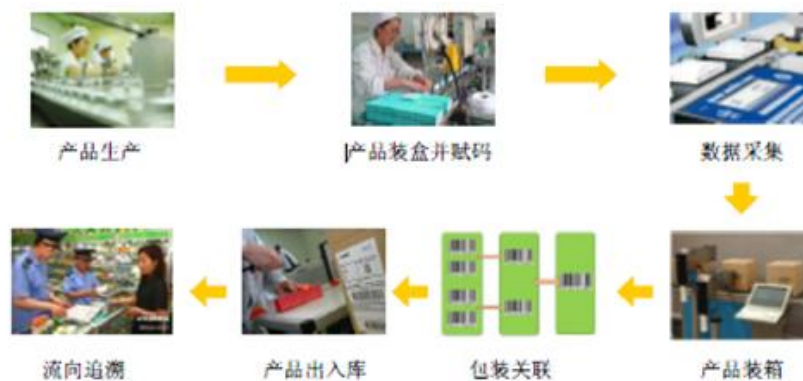 产品生产
产品装盒并赋码
数据采集
流向追溯
产品出入库
包装关联
产品装箱